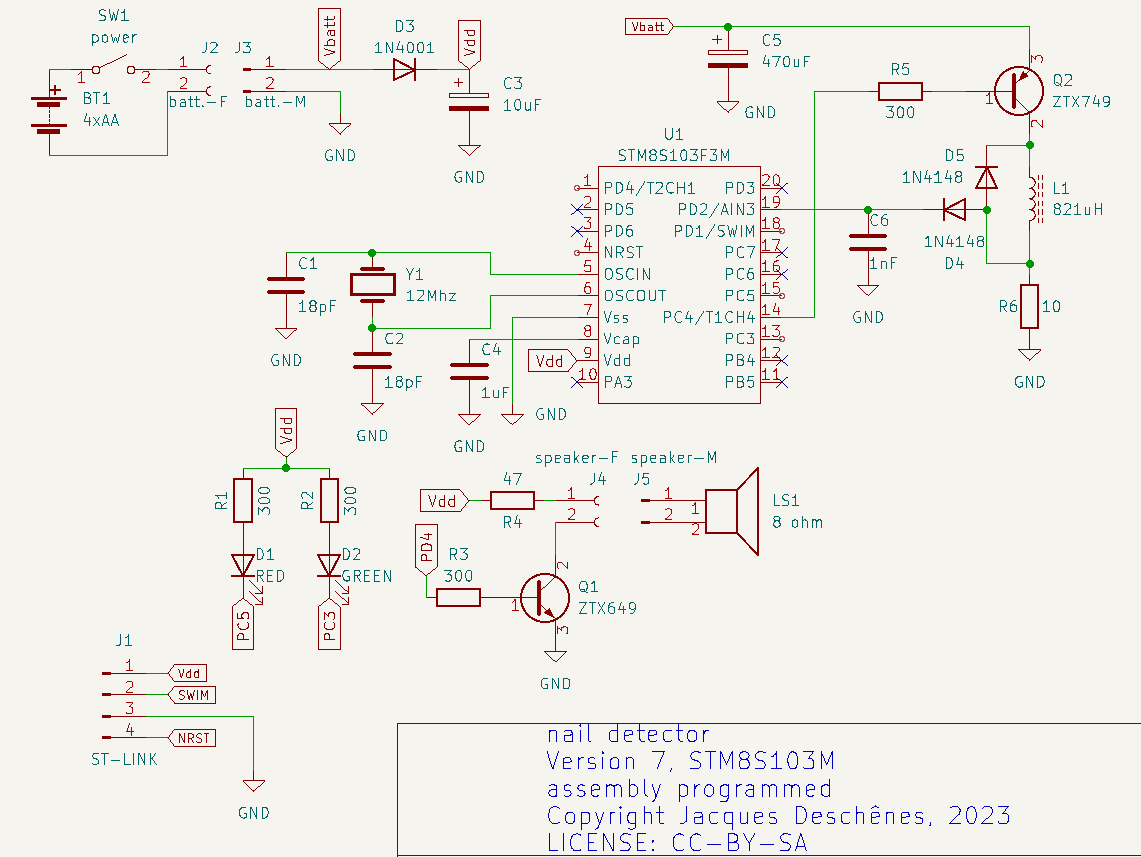 SW1
power
BT1
4xAA
1
2
J2
1
2
batt.-F
J3
1
2
batt.-M
Vbatt
GND
D3
1N4001
Vdd
C3
10uF
GND
Vbatt
C5
470uF
GND
R5
300
Q2
ZTX749
1
3
2
D5
1N4148
L1
821uH
1N4148
D4
C6
1nF
GND
R6
10
GND
U1
STM8S103F3M
1 PD4/T2CH1
2 PD5
3 PD6
4 NRST
5 OSCIN
6 OSCOUT
7 Vss
8 Vcap
9 Vdd
10 PA3
PD3 20
PD2/AIN3 19
PD1/SWIM 18
PC7 17
PC6 16
PC5 15
PC4/T1CH4 14
PC3 13
PB4 12
PB5 11
C1
18pF
GND
Y1
12Mhz
C2
18pF
GND
C4
1uF
GND
GND
Vdd
Vdd
R1
300
R2
300
D1
RED
D2
GREEN
PC5
PC3
speaker-F speaker-M
J4
J5
Vdd
47
R4
1
2
1
2
1
2
LS1
8 ohm
PD4
R3
300
1
2
3
Q1
ZTX649
GND
J1
1
2
3
4
Vdd
SWIM
NRST
ST-LINK
GND
nail detector
Version 7, STM8S103M
assembly programmed
Copyright Jacques Deschênes, 2023
LICENSE: CC-BY-SA